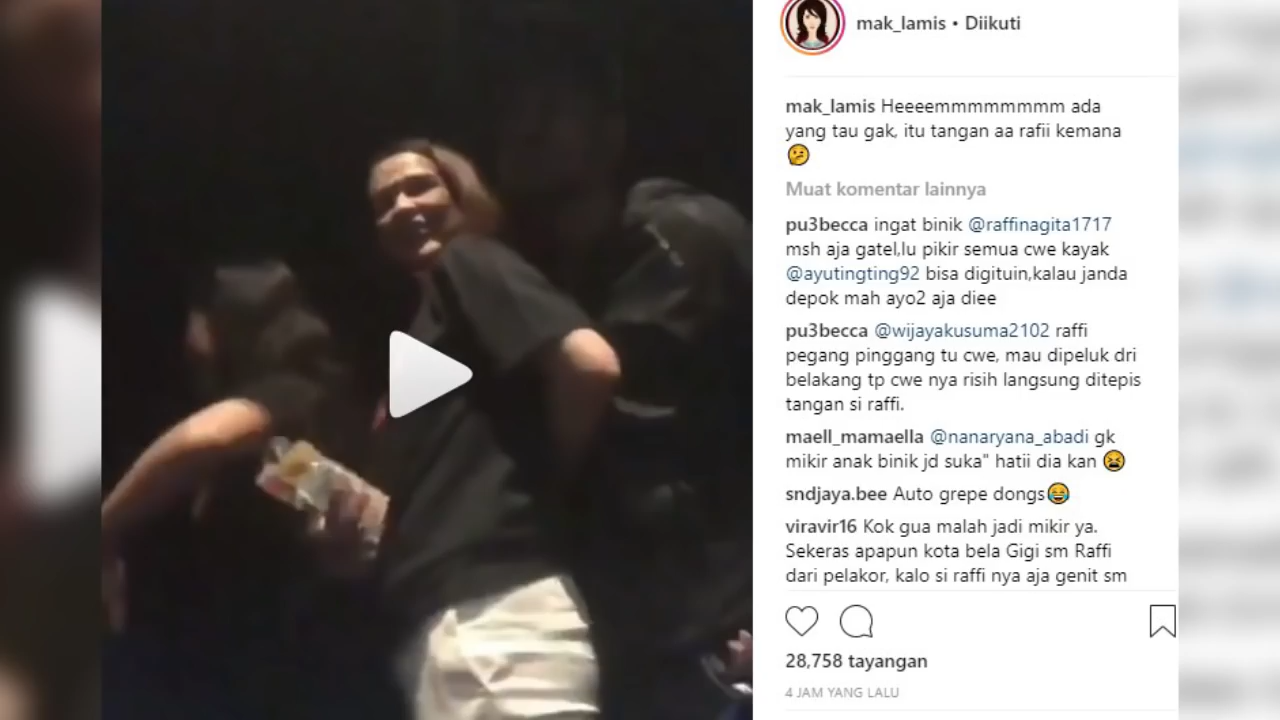 mak_lamis • Diikuti
mak_lamis Heeeemmmmmmmm ada
yang tau gak, itu tangan aa rafii kemana
🤔
Muat komentar lainnya
pu3becca ingat binik @raffinagita1717
msh aja gatel,lu pikir semua cwe kayak
@ayutingting92 bisa digituin,kalau janda
depok mah ayo2 aja diee
pu3becca @wijayakusuma2102 raffi
pegang pinggang tu cwe, mau dipeluk dri
belakang tp cwe nya risih langsung ditepis
tangan si raffi.
maell_mamaella @nanaryana_abadi gk
mikir anak binik jd suka" hatii dia kan 😫
sndjaya.bee Auto grepe dongs😂
viravir16 Kok gua malah jadi mikir ya.
Sekeras apapun kota bela Gigi sm Raffi
dari pelakor, kalo si raffi nya aja genit sm
28,758 tayangan
4 JAM YANG LALU